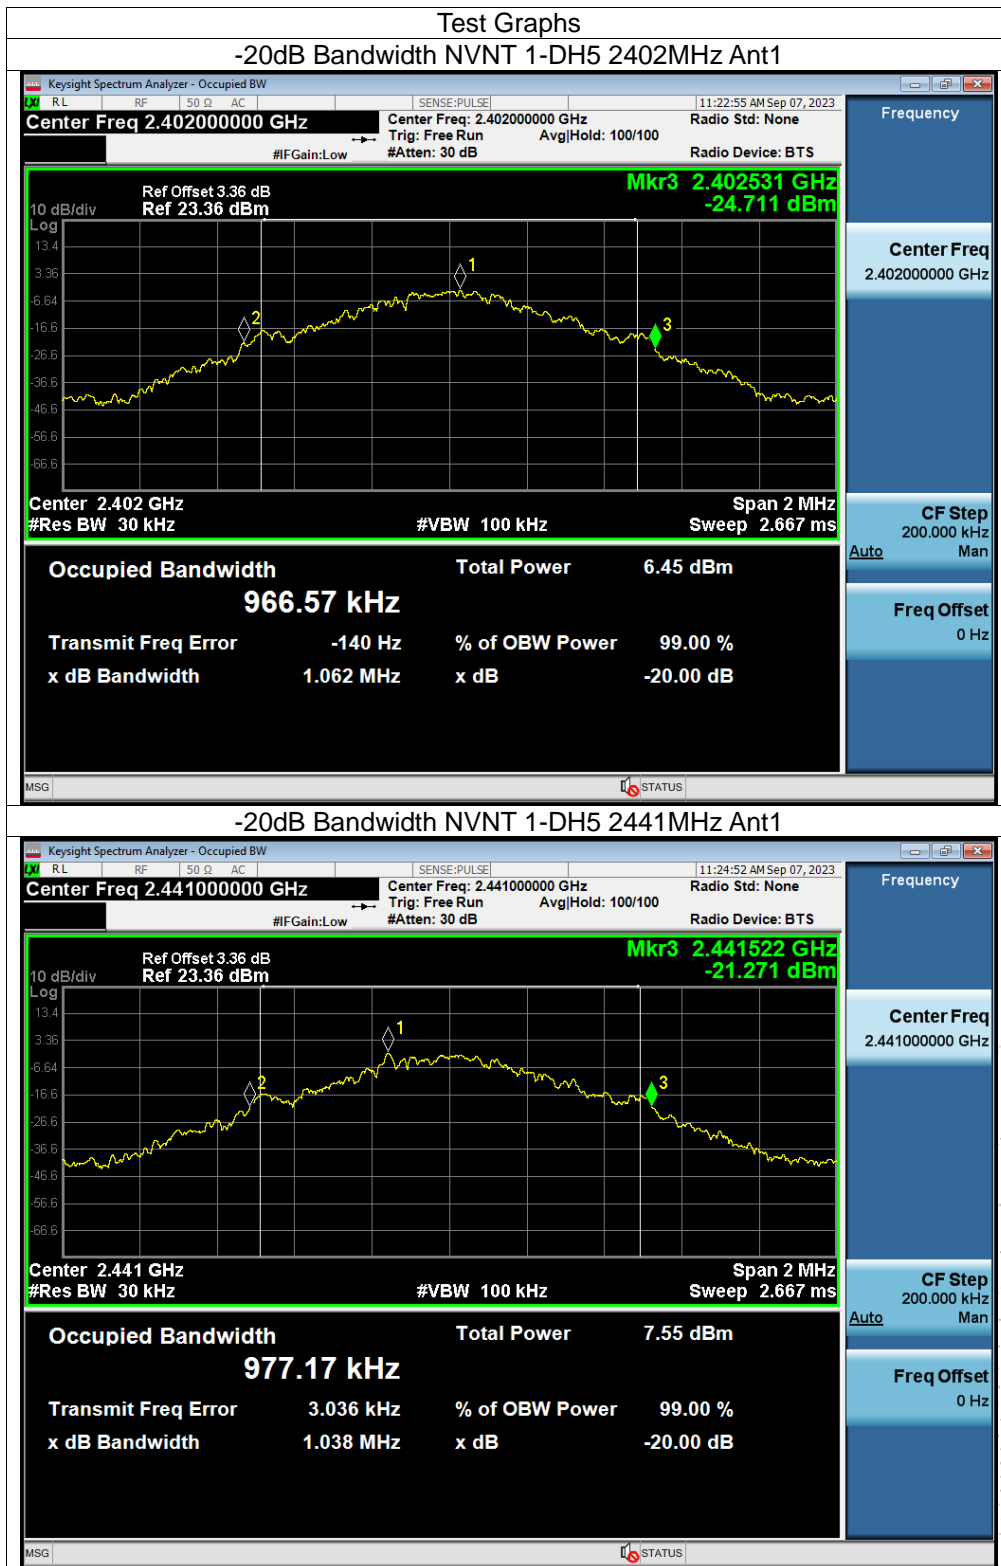 Test Graphs
-20dB Bandwidth NVNT 1-DH5 2402MHz Ant1
Keysight Spectrum Analyzer - Occupied BW
LXI RL RF 50 Ω AC SENSE:PULSE 11:22:55 AM Sep 07, 2023
Center Freq 2.402000000 GHz
Center Freq: 2.402000000 GHz
Radio Std: None
Trig: Free Run Avg|Hold: 100/100
#IFGain:Low
#Atten: 30 dB
Radio Device: BTS
Frequency
Mkr3 2.402531 GHz
-24.711 dBm
Ref Offset 3.36 dB
10 dB/div Ref 23.36 dBm
Log
13.4
3.36
-6.64
-16.6
-26.6
-36.6
-46.6
-56.6
-66.6
1
2
3
Center 2.402 GHz Span 2 MHz
#Res BW 30 kHz #VBW 100 kHz Sweep 2.667 ms
Center Freq
2.402000000 GHz
CF Step
200.000 kHz
Auto Man
Freq Offset
0 Hz
Occupied Bandwidth Total Power 6.45 dBm
966.57 kHz
Transmit Freq Error -140 Hz % of OBW Power 99.00 %
x dB Bandwidth 1.062 MHz x dB -20.00 dB
MSG STATUS
-20dB Bandwidth NVNT 1-DH5 2441MHz Ant1
Keysight Spectrum Analyzer - Occupied BW
LXI RL RF 50 Ω AC SENSE:PULSE 11:24:52 AM Sep 07, 2023
Center Freq 2.441000000 GHz
Center Freq: 2.441000000 GHz
Radio Std: None
Trig: Free Run Avg|Hold: 100/100
#IFGain:Low
#Atten: 30 dB
Radio Device: BTS
Frequency
Mkr3 2.441522 GHz
-21.271 dBm
Ref Offset 3.36 dB
10 dB/div Ref 23.36 dBm
Log
13.4
3.36
-6.64
-16.6
-26.6
-36.6
-46.6
-56.6
-66.6
1
2
3
Center 2.441 GHz Span 2 MHz
#Res BW 30 kHz #VBW 100 kHz Sweep 2.667 ms
Center Freq
2.441000000 GHz
CF Step
200.000 kHz
Auto Man
Freq Offset
0 Hz
Occupied Bandwidth Total Power 7.55 dBm
977.17 kHz
Transmit Freq Error 3.036 kHz % of OBW Power 99.00 %
x dB Bandwidth 1.038 MHz x dB -20.00 dB
MSG STATUS